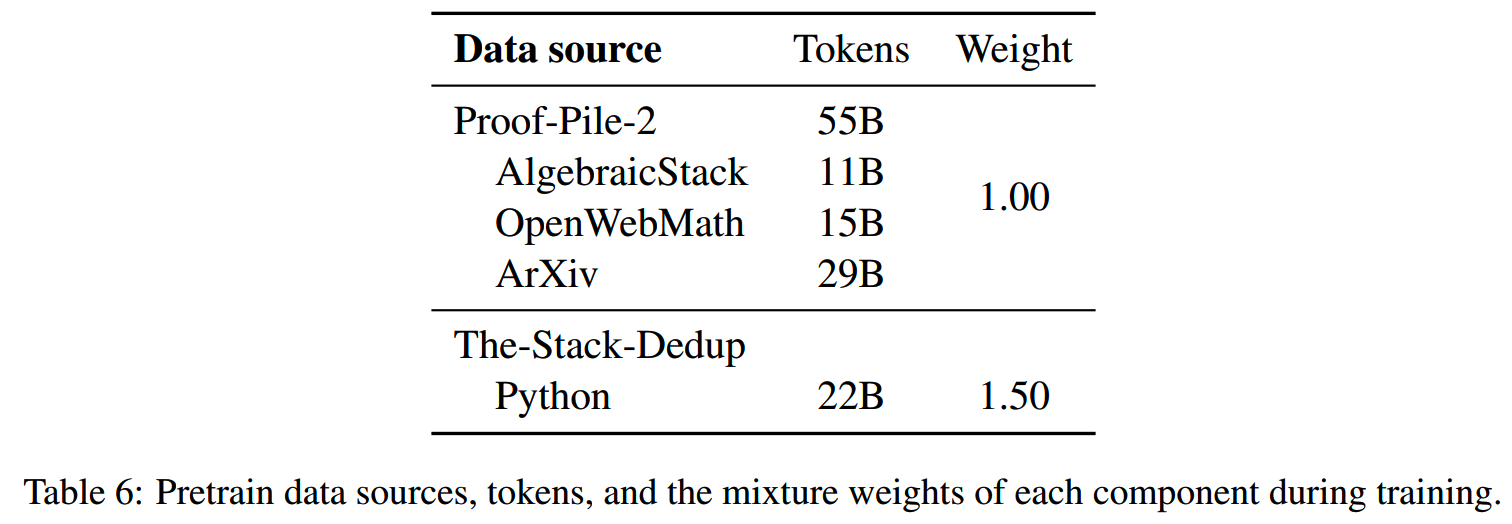 Data source Tokens Weight
Proof-Pile-2 55B
AlgebraicStack 11B
1.00
OpenWebMath 15B
ArXiv 29B
The-Stack-Dedup
Python 22B 1.50
Table 6: Pretrain data sources, tokens, and the mixture weights of each component during training.